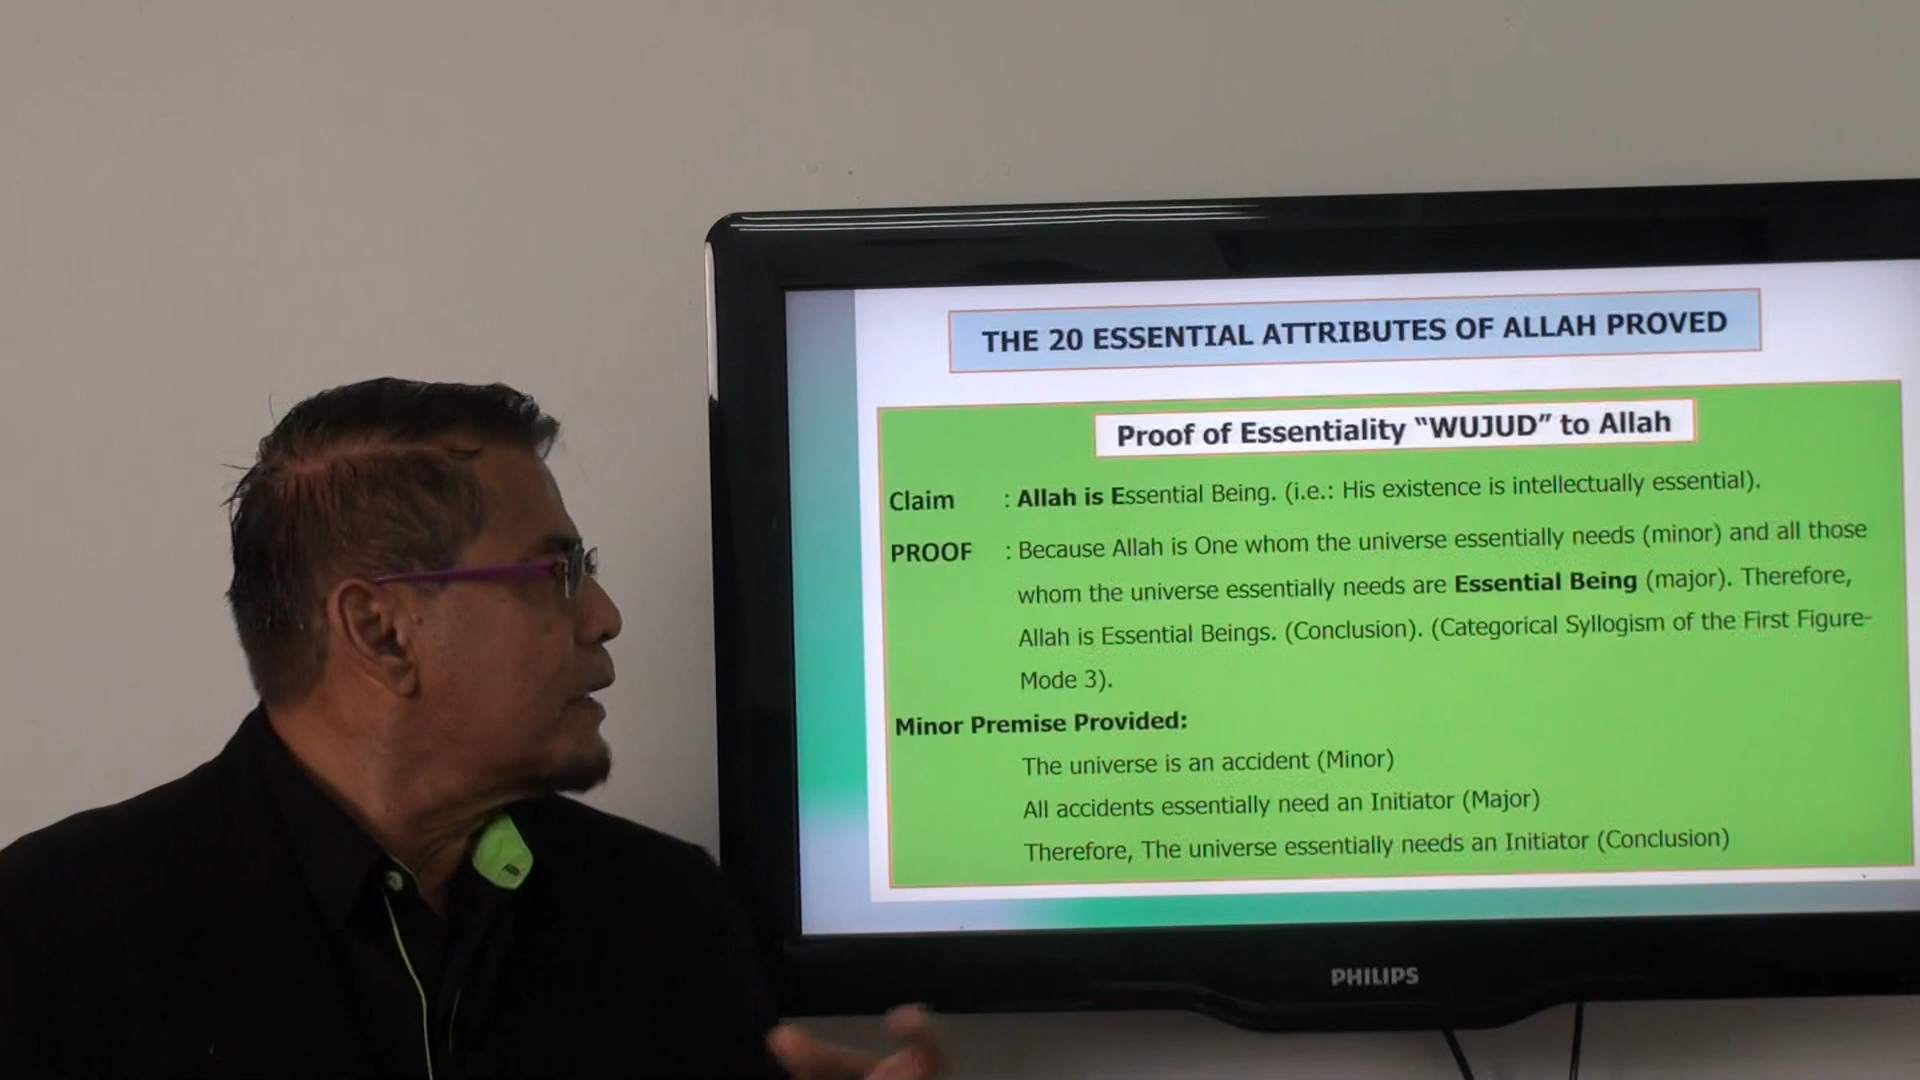 THE 20 ESSENTIAL ATTRIBUTES OF ALLAH PROVED
Proof of Essentiality “WUJUD” to Allah
Claim : Allah is Essential Being. (i.e.: His existence is intellectually essential).
PROOF : Because Allah is One whom the universe essentially needs (minor) and all those
whom the universe essentially needs are Essential Being (major). Therefore,
Allah is Essential Beings. (Conclusion). (Categorical Syllogism of the First Figure-
Mode 3).
Minor Premise Provided:
The universe is an accident (Minor)
All accidents essentially need an Initiator (Major)
Therefore, The universe essentially needs an Initiator (Conclusion)
PHILIPS